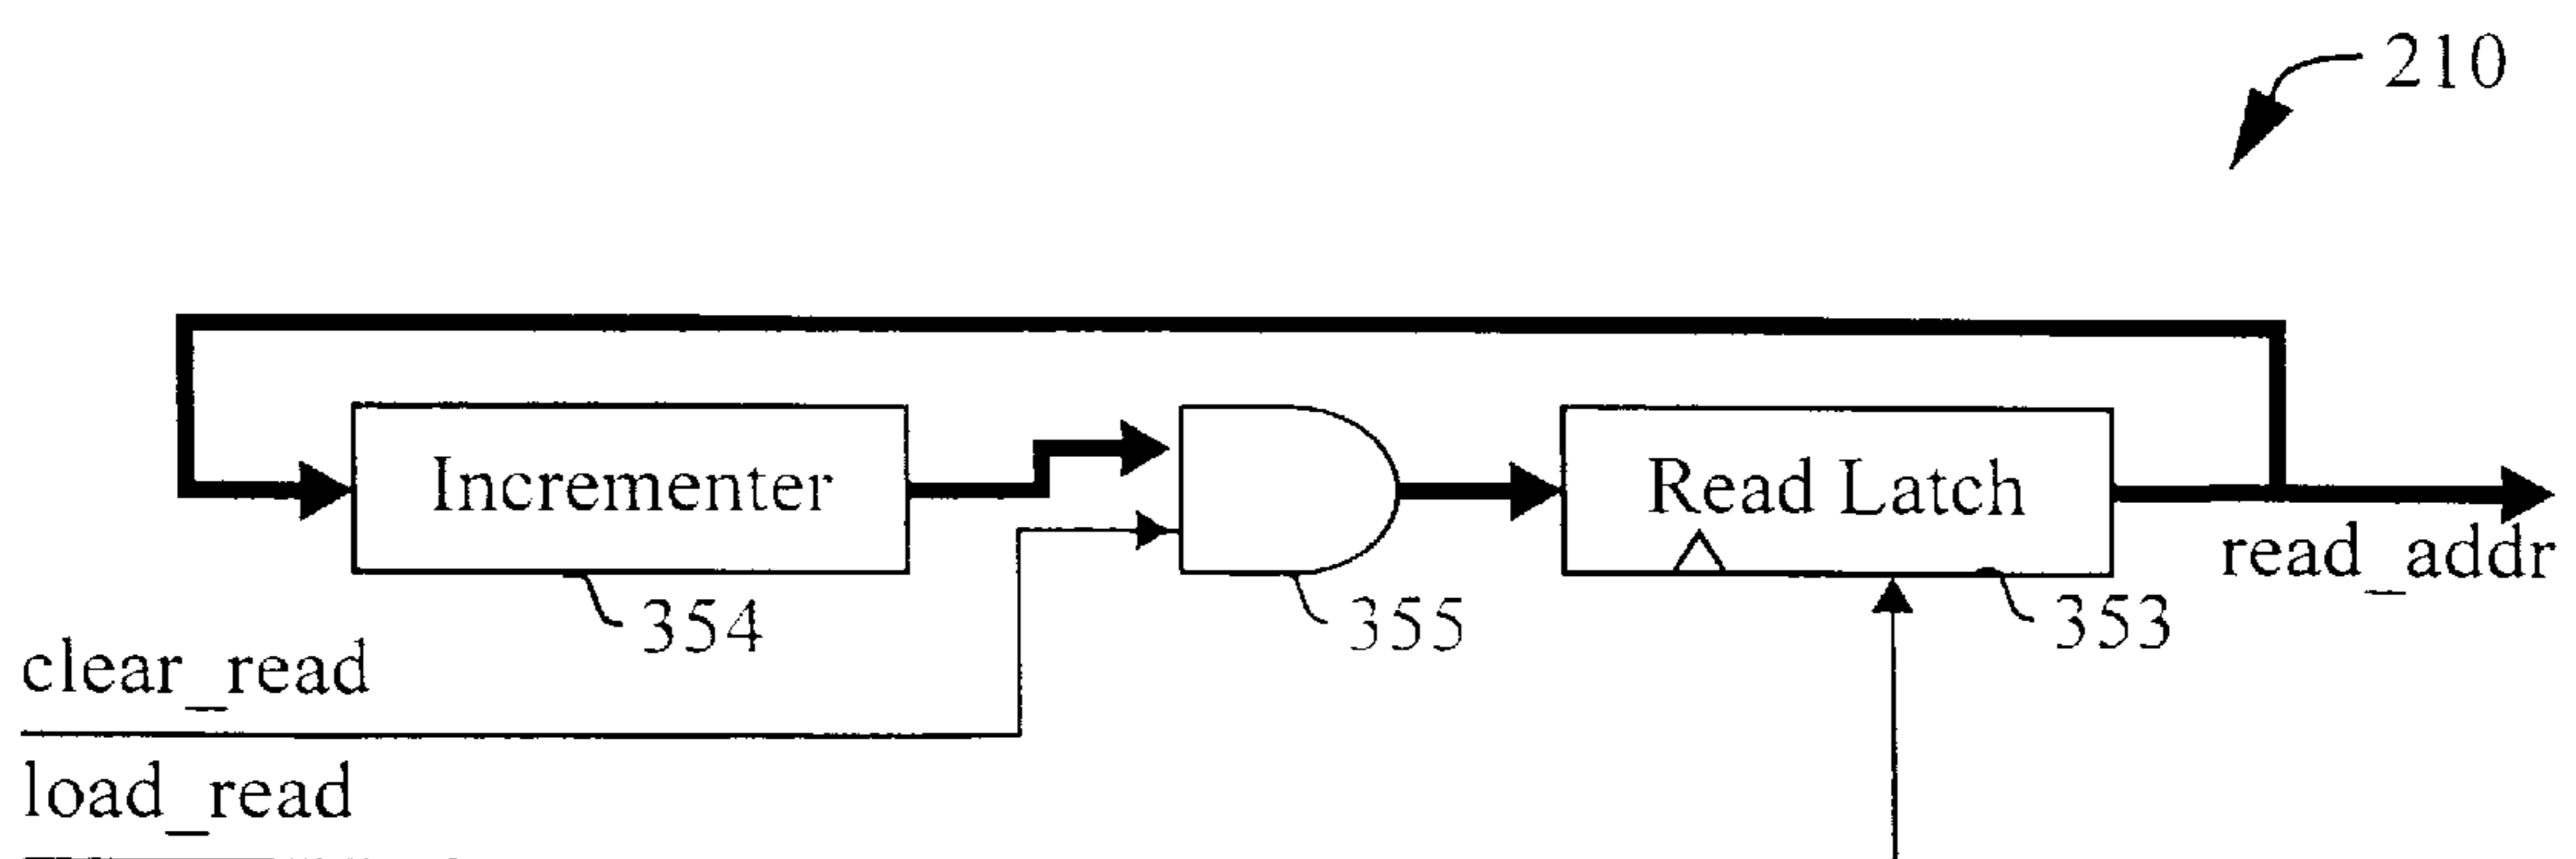 210
Incrementer
Read Latch
read_addr
354
355
353
clear_read
load_read